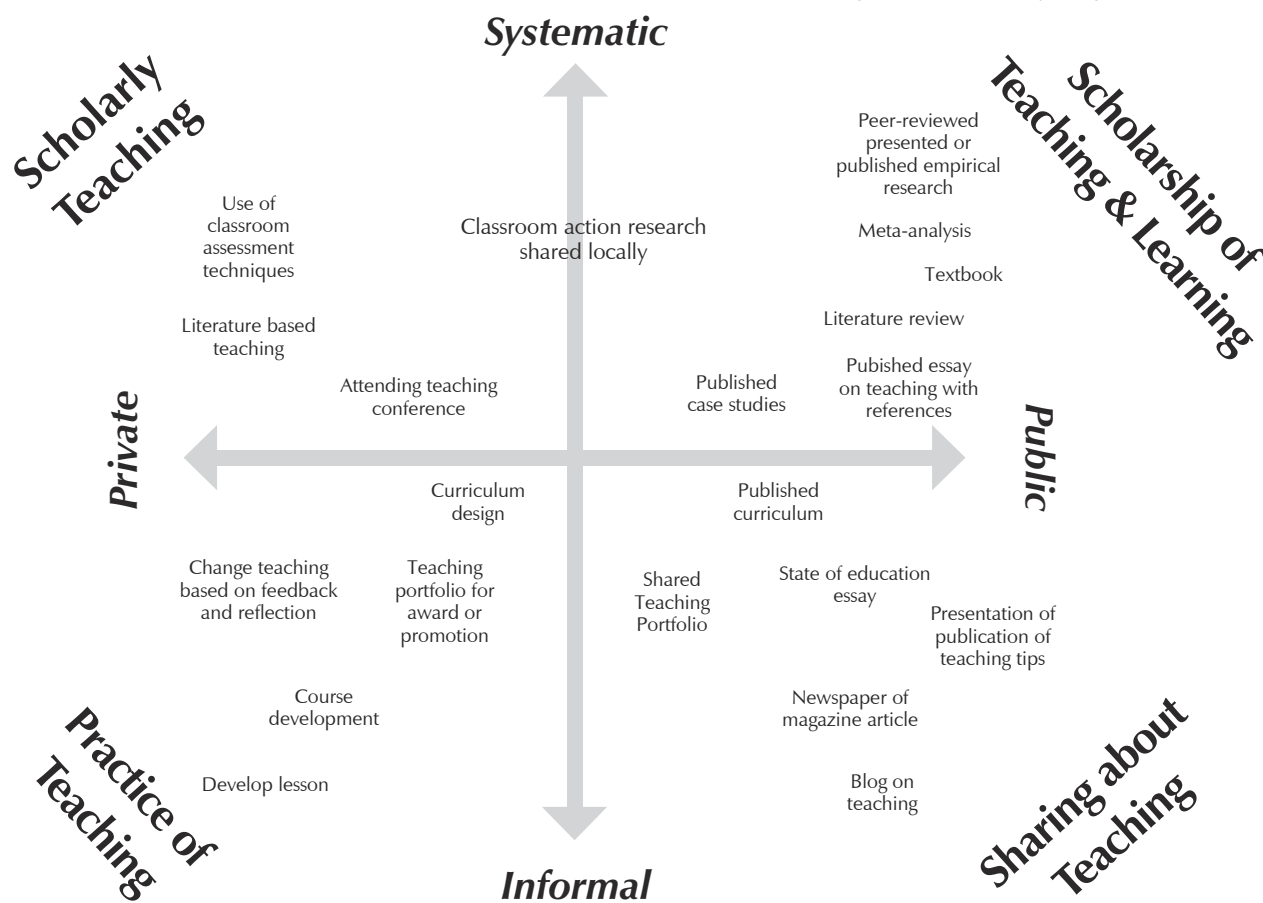 Systematic
Scholarly
Teaching
Scholarship of
Teaching & Learning
Peer-reviewed
presented or
published empirical
research
Use of
classroom
assessment
techniques
Classroom action research
shared locally
Meta-analysis
Textbook
Literature based
teaching
Literature review
Attending teaching
conference
Published
case studies
Pubished essay
on teaching with
references
Private
Public
Curriculum
design
Published
curriculum
Change teaching
based on feedback
and reflection
Teaching
portfolio for
award or
promotion
Shared
Teaching
Portfolio
State of education
essay
Presentation of
publication of
teaching tips
Course
development
Newspaper of
magazine article
Develop lesson
Blog on
teaching
Practice of
Teaching
Sharing about
Teaching
Informal